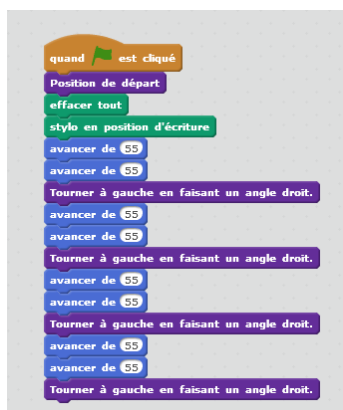 quand est cliqué
Position de départ
effacer tout
stylo en position d'écriture
avancer de 55
avancer de 55
Tourner à gauche en faisant un angle droit.
avancer de 55
avancer de 55
Tourner à gauche en faisant un angle droit.
avancer de 55
avancer de 55
Tourner à gauche en faisant un angle droit.
avancer de 55
avancer de 55
Tourner à gauche en faisant un angle droit.